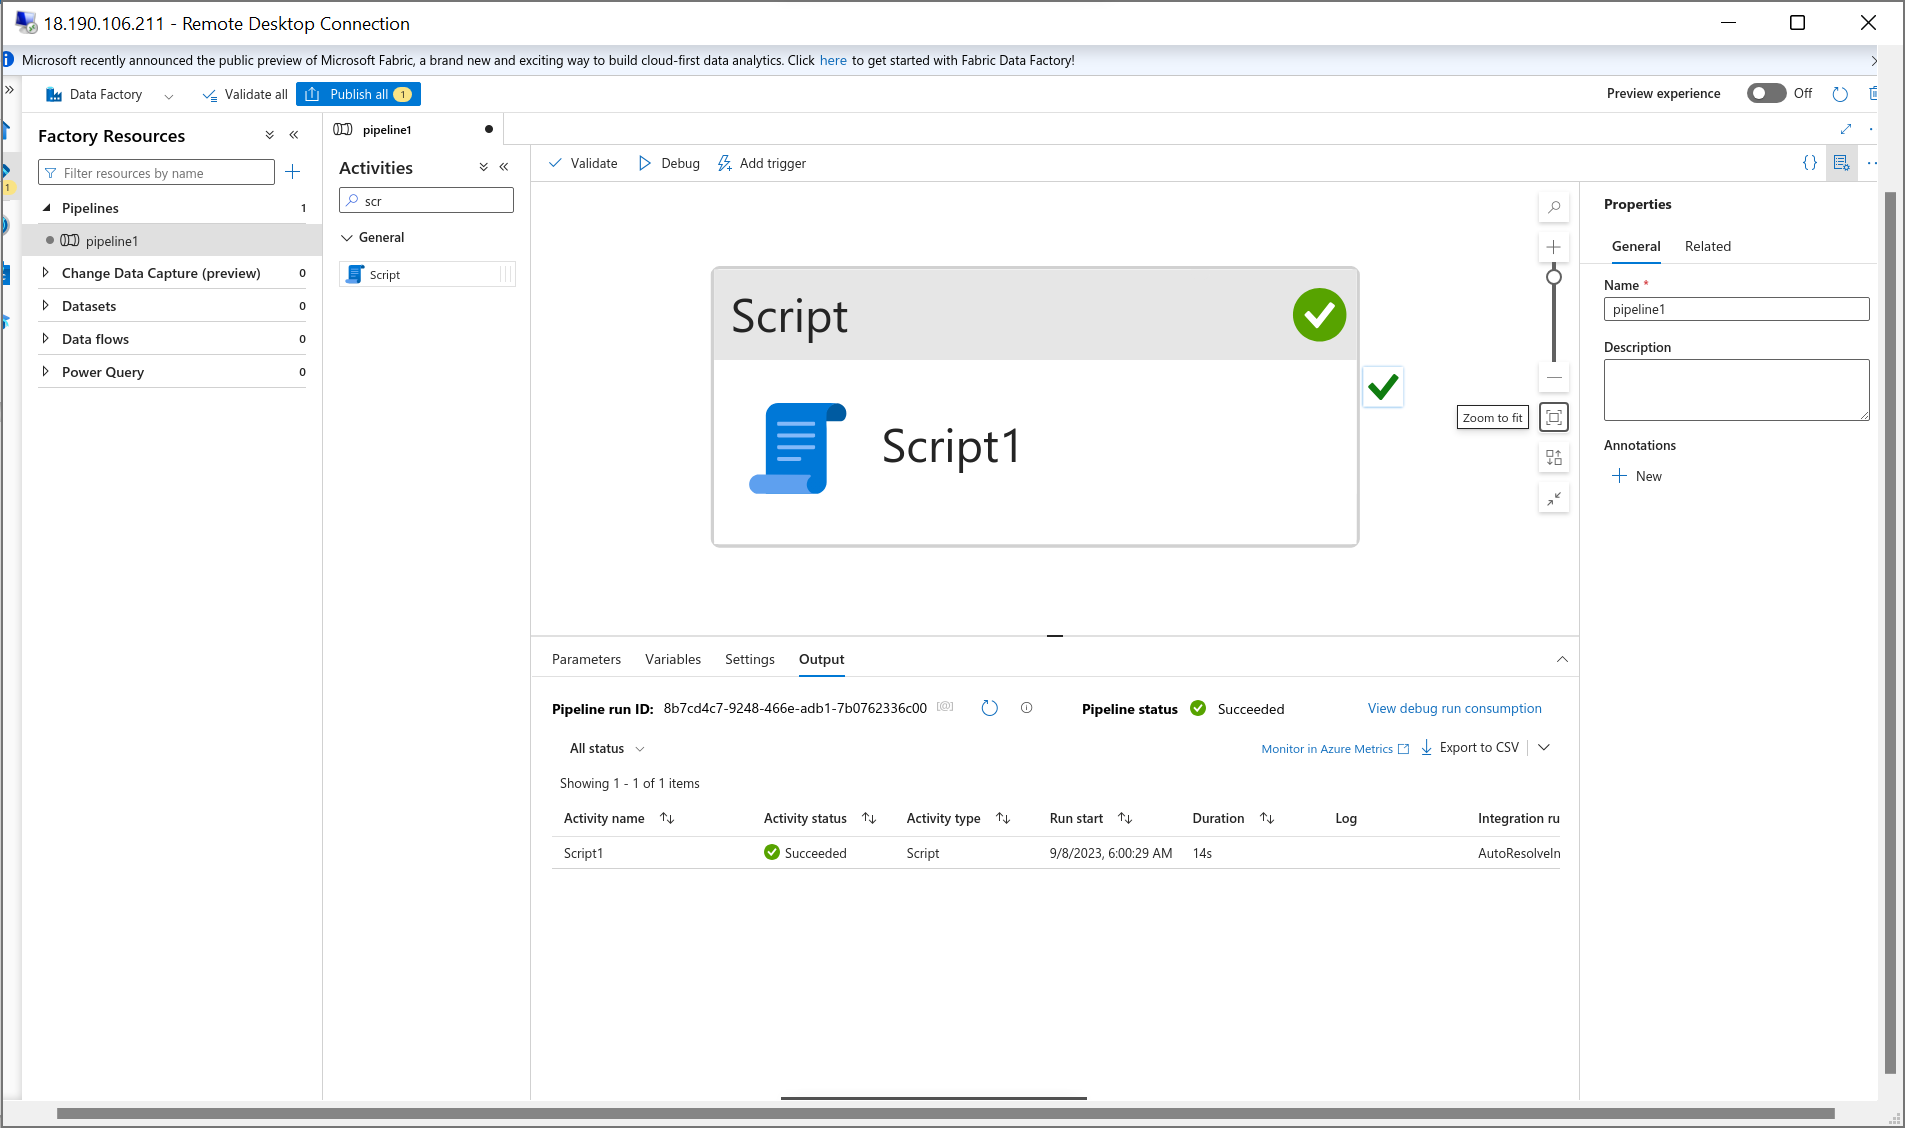 18.190.106.211 - Remote Desktop Connection
Microsoft recently announced the public preview of Microsoft Fabric, a brand new and exciting way to build cloud-first data analytics. Click here to get started with Fabric Data Factory!
Data Factory
Validate all
Publish all 1
Preview experience
Off
Factory Resources
Filter resources by name
Pipelines 1
pipeline1
Change Data Capture (preview) 0
Datasets 0
Data flows 0
Power Query 0
1
pipeline1
Activities
scr
General
Script
Validate
Debug
Add trigger
Script
Script1
Zoom to fit
Properties
General
Related
Name *
pipeline1
Description
Annotations
New
Parameters
Variables
Settings
Output
Pipeline run ID: 8b7cd4c7-9248-466e-adb1-7b0762336c00 [@]
Pipeline status Succeeded
View debug run consumption
All status
Monitor in Azure Metrics
Export to CSV
Showing 1 - 1 of 1 items
Activity name Activity status Activity type Run start Duration Log Integration ru
Script1 Succeeded Script 9/8/2023, 6:00:29 AM 14s AutoResolveIn